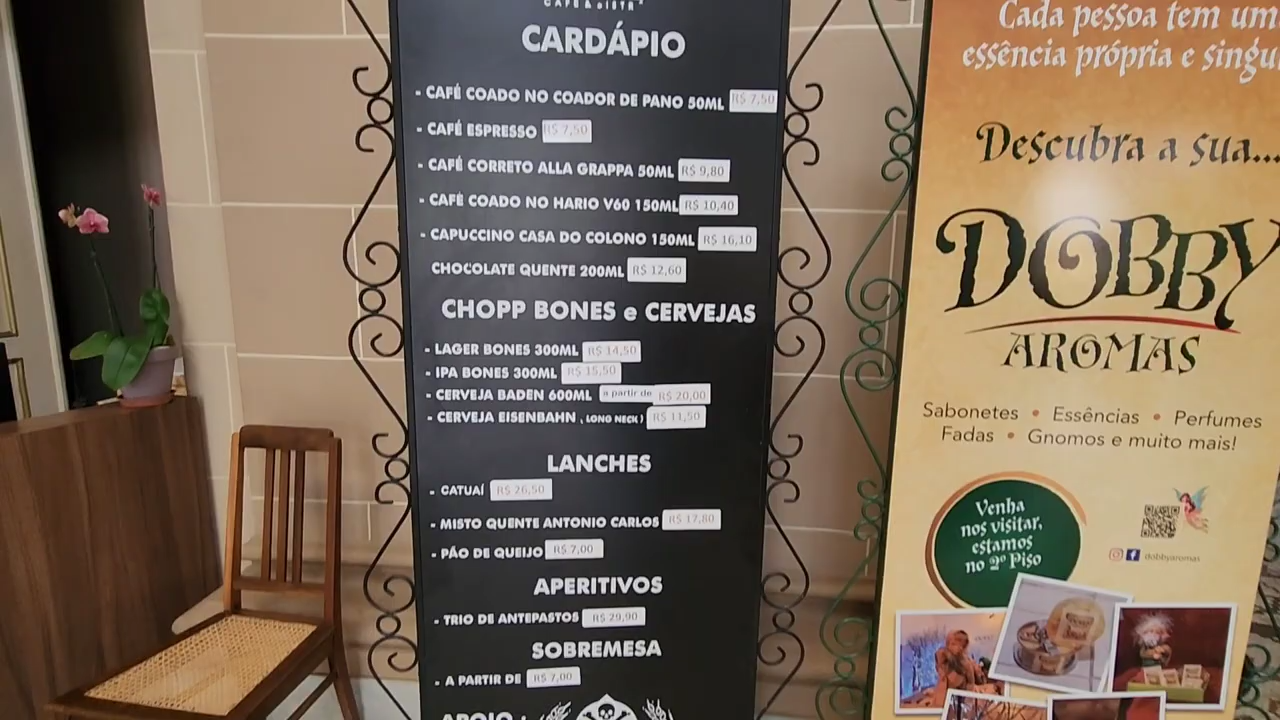 CARDÁPIO
- CAFÉ COADO NO COADOR DE PANO 50ML R$ 7,50
- CAFÉ ESPRESSO R$ 7,50
- CAFÉ CORRETO ALLA GRAPPA 50ML R$ 9,80
- CAFÉ COADO NO HARIO V60 150ML R$ 10,40
- CAPUCCINO CASA DO COLONO 150ML R$ 16,10
CHOCOLATE QUENTE 200ML R$ 12,60
CHOPP BONES e CERVEJAS
- LAGER BONES 300ML R$ 14,50
- IPA BONES 300ML R$ 15,50
- CERVEJA BADEN 600ML a partir de R$ 20,00
- CERVEJA EISENBAHN , LONG NECK ) R$ 11,50
LANCHES
- CATUAÍ R$ 26,50
- MISTO QUENTE ANTONIO CARLOS R$ 17,80
- PÃO DE QUEIJO R$ 7,00
APERITIVOS
- TRIO DE ANTEPASTOS R$ 29,90
SOBREMESA
- A PARTIR DE R$ 7,00
APOIO :
Cada pessoa tem um
essência própria e singu
Descubra a sua...
DOBBY
AROMAS
Sabonetes • Essências • Perfumes
Fadas • Gnomos e muito mais!
Venha
nos visitar,
estamos
no 2º Piso
dobbyaromas